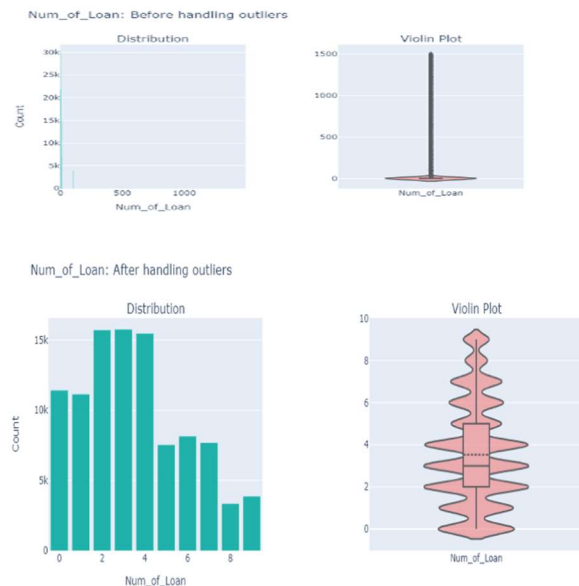 Num_of_Loan: Before handling outliers
Distribution
Violin Plot
30k
25k
20k
15k
10k
5k
0
Count
0
500
1000
Num_of_Loan
1500
1000
500
0
Num_of_Loan
Num_of_Loan: After handling outliers
Distribution
Violin Plot
15k
10k
5k
0
Count
0
2
4
6
8
Num_of_Loan
10
8
6
4
2
0
Num_of_Loan